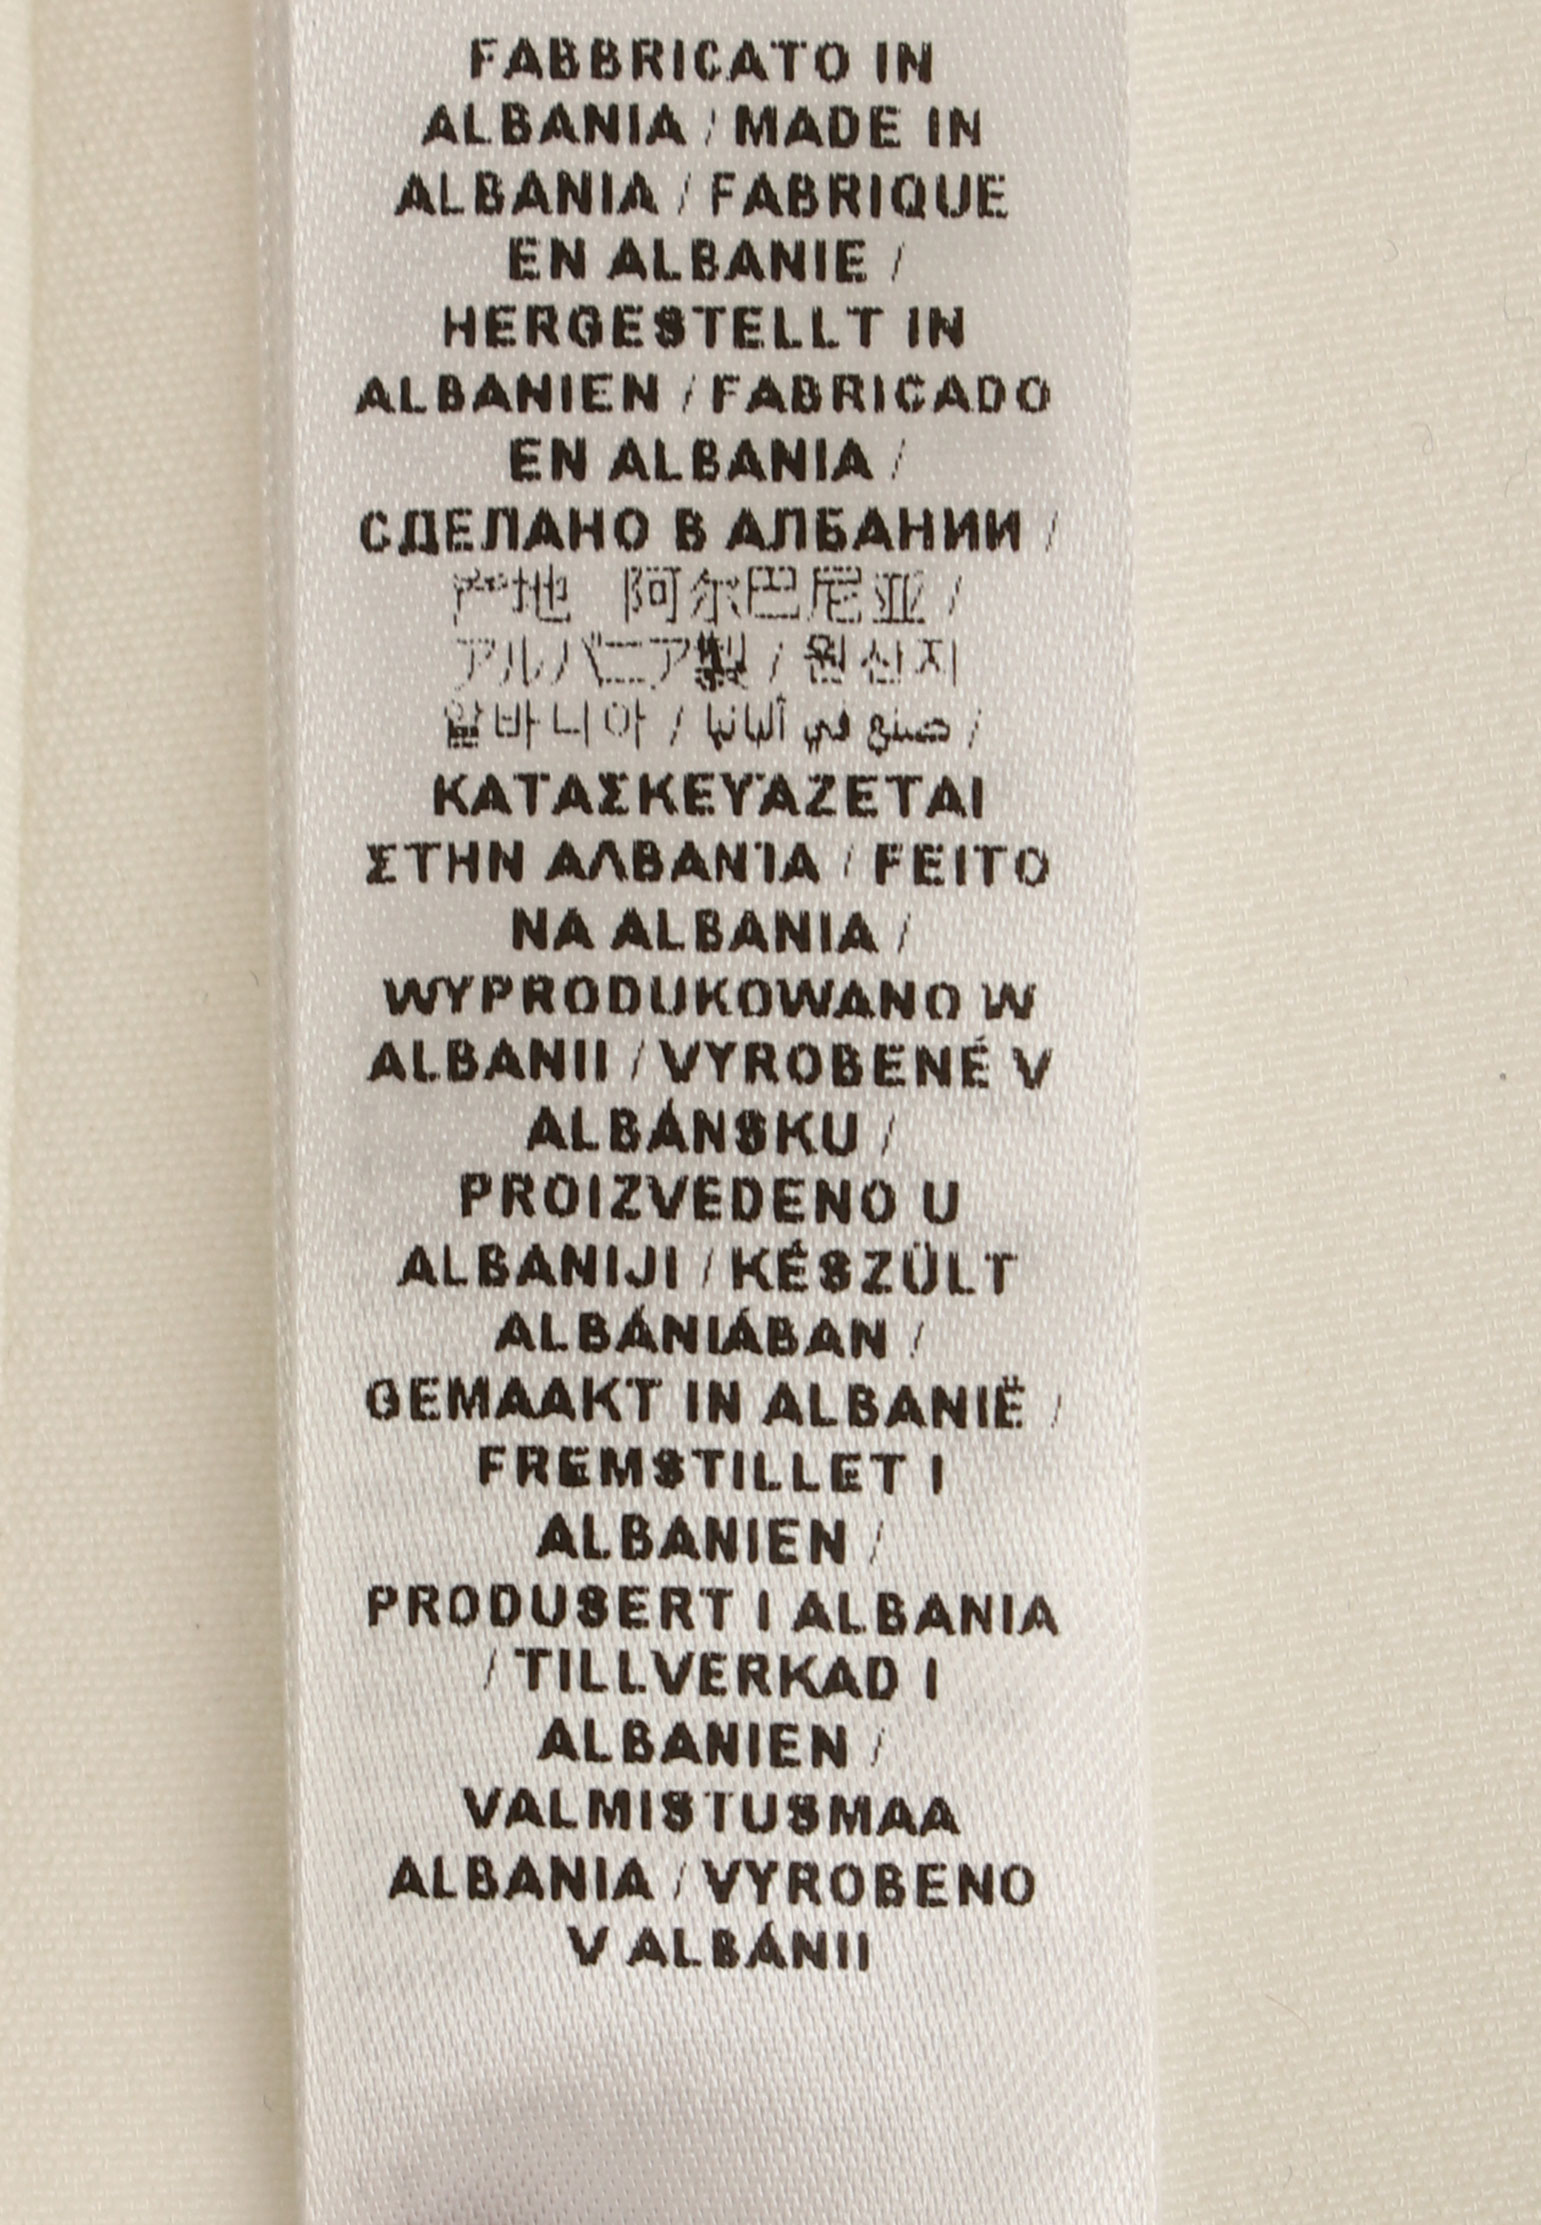 FABBRICATO IN
ALBANIA / MADE IN
ALBANIA / FABRIQUE
EN ALBANIE /
HERGESTELLT IN
ALBANIEN / FABRICADO
EN ALBANIA /
СДЕЛАНО В АЛБАНИИ /
产地 阿尔巴尼亚 /
アルバニア製 / 원산지
알바니아 / صنع في ألبانيا /
ΚΑΤΑΣΚΕΥΆΖΕΤΑΙ
ΣΤΗΝ ΑΛΒΑΝΊΑ / FEITO
NA ALBANIA /
WYPRODUKOWANO W
ALBANII / VYROBENÉ V
ALBÁNSKU /
PROIZVEDENO U
ALBANIJI / KÉSZÜLT
ALBÁNIÁBAN /
GEMAAKT IN ALBANIË /
FREMSTILLET I
ALBANIEN /
PRODUSERT I ALBANIA
/ TILLVERKAD I
ALBANIEN /
VALMISTUSMAA
ALBANIA / VYROBENO
V ALBÁNII